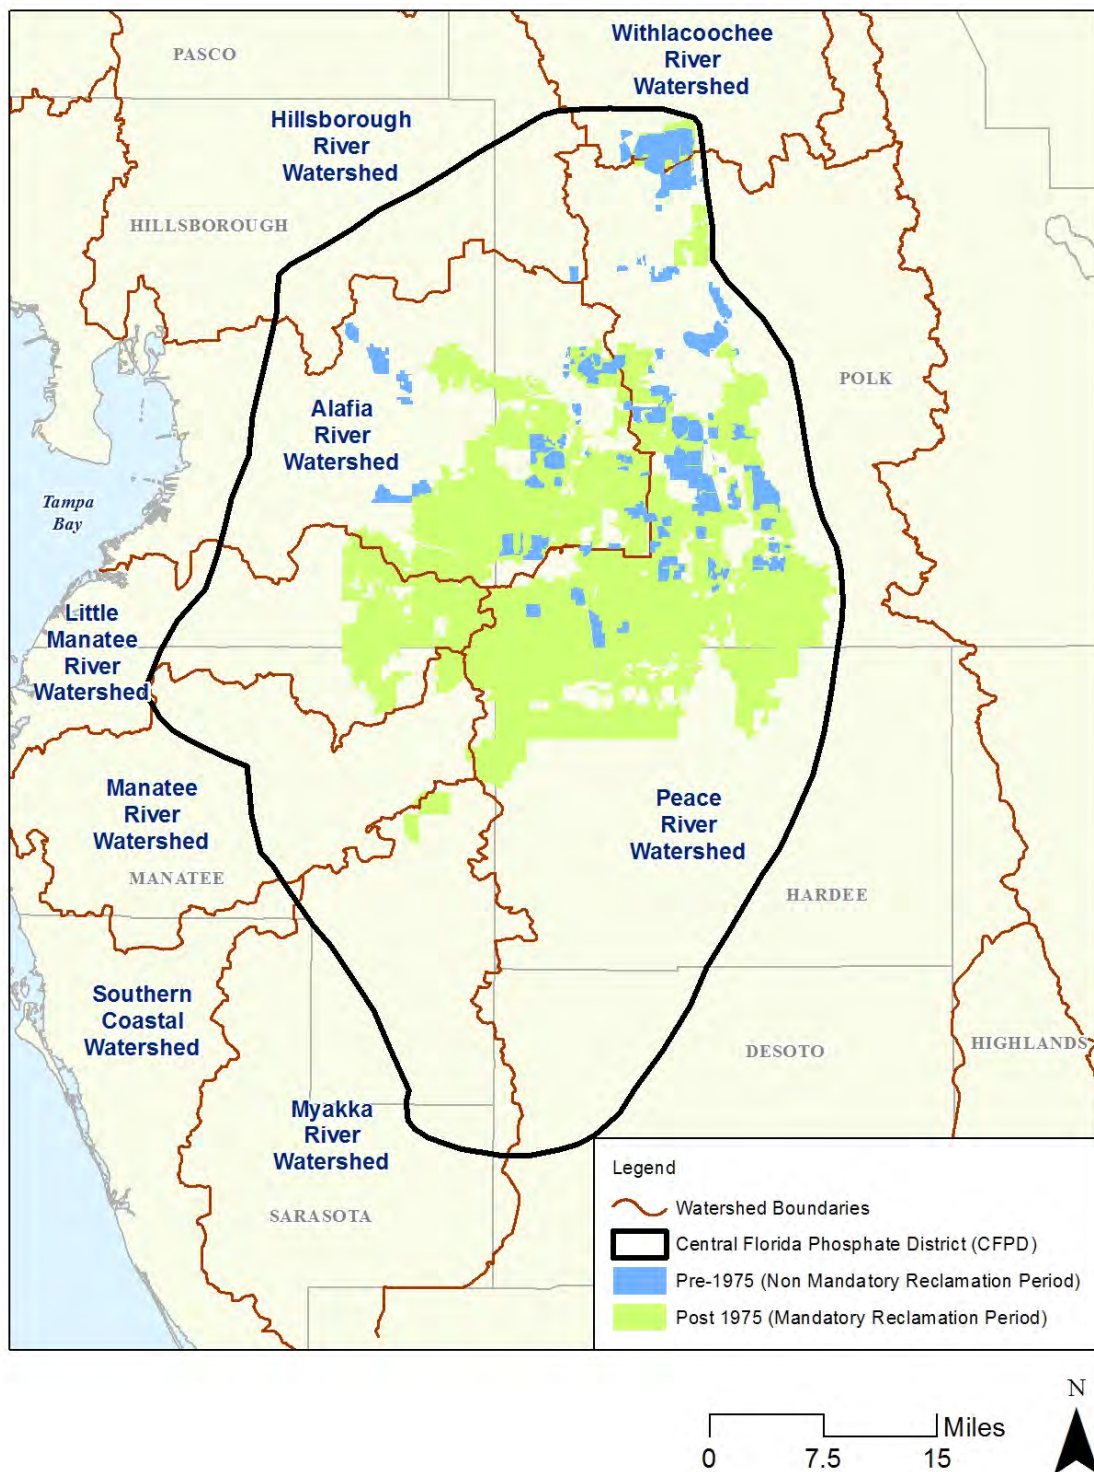 PASCO
Withlacoochee
River
Watershed
Hillsborough
River
Watershed
HILLSBOROUGH
POLK
Alafia
River
Watershed
Tampa
Bay
Little
Manatee
River
Watershed
Manatee
River
Watershed
MANATEE
Peace
River
Watershed
HARDEE
Southern
Coastal
Watershed
DESOTO
HIGHLANDS
Myakka
River
Watershed
SARASOTA
Legend
Watershed Boundaries
Central Florida Phosphate District (CFPD)
Pre-1975 (Non Mandatory Reclamation Period)
Post 1975 (Mandatory Reclamation Period)
N
Miles
0 7.5 15